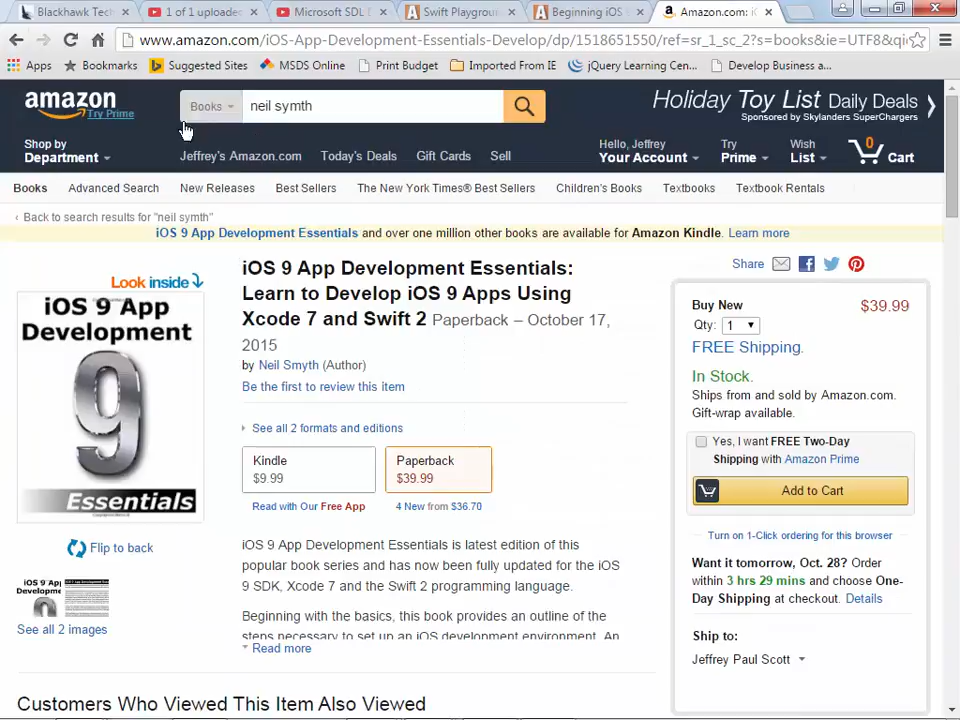 Blackhawk Tech
1 of 1 uploade
Microsoft SDL
Swift Playgrou
Beginning iOS
Amazon.com: i
www.amazon.com/iOS-App-Development-Essentials-Develop/dp/1518651550/ref=sr_1_sc_2?s=books&ie=UTF8&qi
Apps
Bookmarks
Suggested Sites
MSDS Online
Print Budget
Imported From IE
jQuery Learning Cen...
Develop Business a...
amazon
Try Prime
Books
neil symth
Holiday Toy List Daily Deals
Sponsored by Skylanders SuperChargers
Shop by
Department
Jeffrey's Amazon.com
Today's Deals
Gift Cards
Sell
Hello, Jeffrey
Your Account
Try
Prime
Wish
List
0
Cart
Books
Advanced Search
New Releases
Best Sellers
The New York Times® Best Sellers
Children's Books
Textbooks
Textbook Rentals
‹ Back to search results for "neil symth"
iOS 9 App Development Essentials and over one million other books are available for Amazon Kindle. Learn more
Look inside
iOS 9 App
Development
9
Essentials
Flip to back
See all 2 images
iOS 9 App Development Essentials:
Learn to Develop iOS 9 Apps Using
Xcode 7 and Swift 2 Paperback – October 17,
2015
by Neil Smyth (Author)
Be the first to review this item
See all 2 formats and editions
Kindle
$9.99
Paperback
$39.99
Read with Our Free App
4 New from $36.70
iOS 9 App Development Essentials is latest edition of this
popular book series and has now been fully updated for the iOS
9 SDK, Xcode 7 and the Swift 2 programming language.
Beginning with the basics, this book provides an outline of the
steps necessary to set up an iOS development environment. An
Read more
Share
Buy New
$39.99
Qty: 1
FREE Shipping.
In Stock.
Ships from and sold by Amazon.com.
Gift-wrap available.
Yes, I want FREE Two-Day
Shipping with Amazon Prime
Add to Cart
Turn on 1-Click ordering for this browser
Want it tomorrow, Oct. 28? Order
within 3 hrs 29 mins and choose One-
Day Shipping at checkout. Details
Ship to:
Jeffrey Paul Scott
Customers Who Viewed This Item Also Viewed